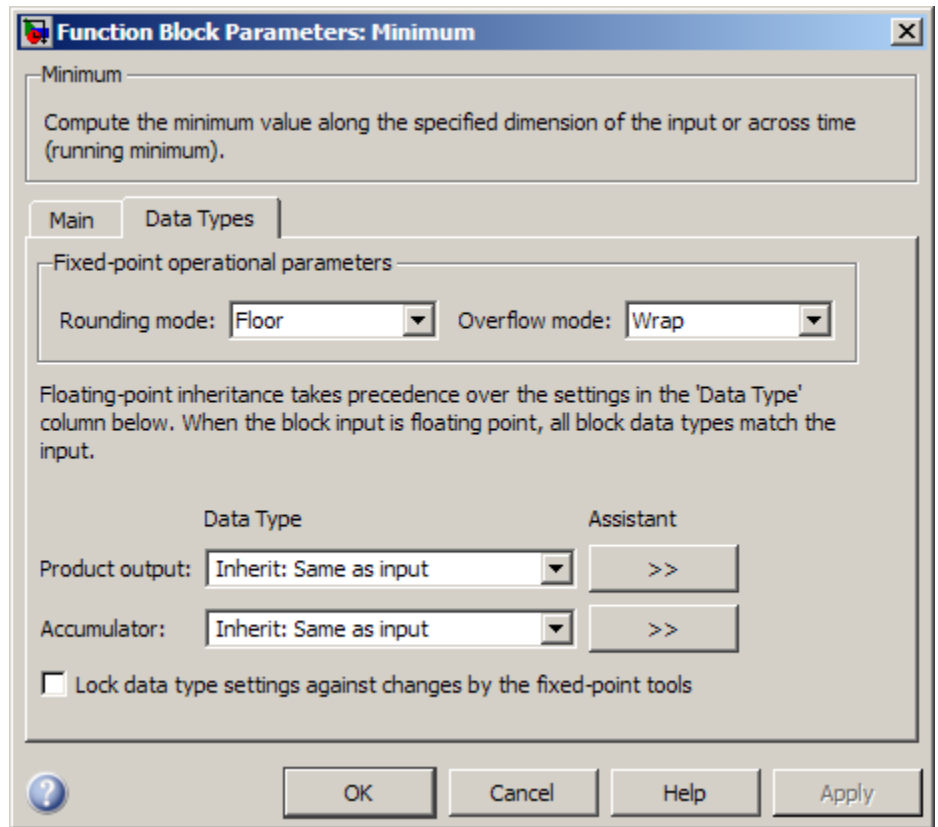 Function Block Parameters: Minimum
Minimum
Compute the minimum value along the specified dimension of the input or across time
(running minimum).
Main Data Types
Fixed-point operational parameters
Rounding mode: Floor Overflow mode: Wrap
Floating-point inheritance takes precedence over the settings in the 'Data Type'
column below. When the block input is floating point, all block data types match the
input.
Data Type Assistant
Product output: Inherit: Same as input >>
Accumulator: Inherit: Same as input >>
Lock data type settings against changes by the fixed-point tools
? OK Cancel Help Apply